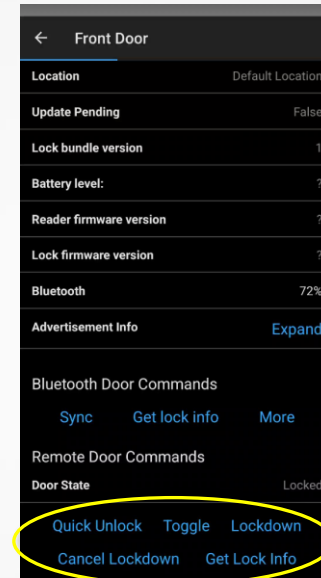 ← Front Door
Location Default Location
Update Pending False
Lock bundle version 1
Battery level: ?
Reader firmware version ?
Lock firmware version ?
Bluetooth 72%
Advertisement Info Expand
Bluetooth Door Commands
Sync Get lock info More
Remote Door Commands
Door State Locked
Quick Unlock Toggle Lockdown
Cancel Lockdown Get Lock Info